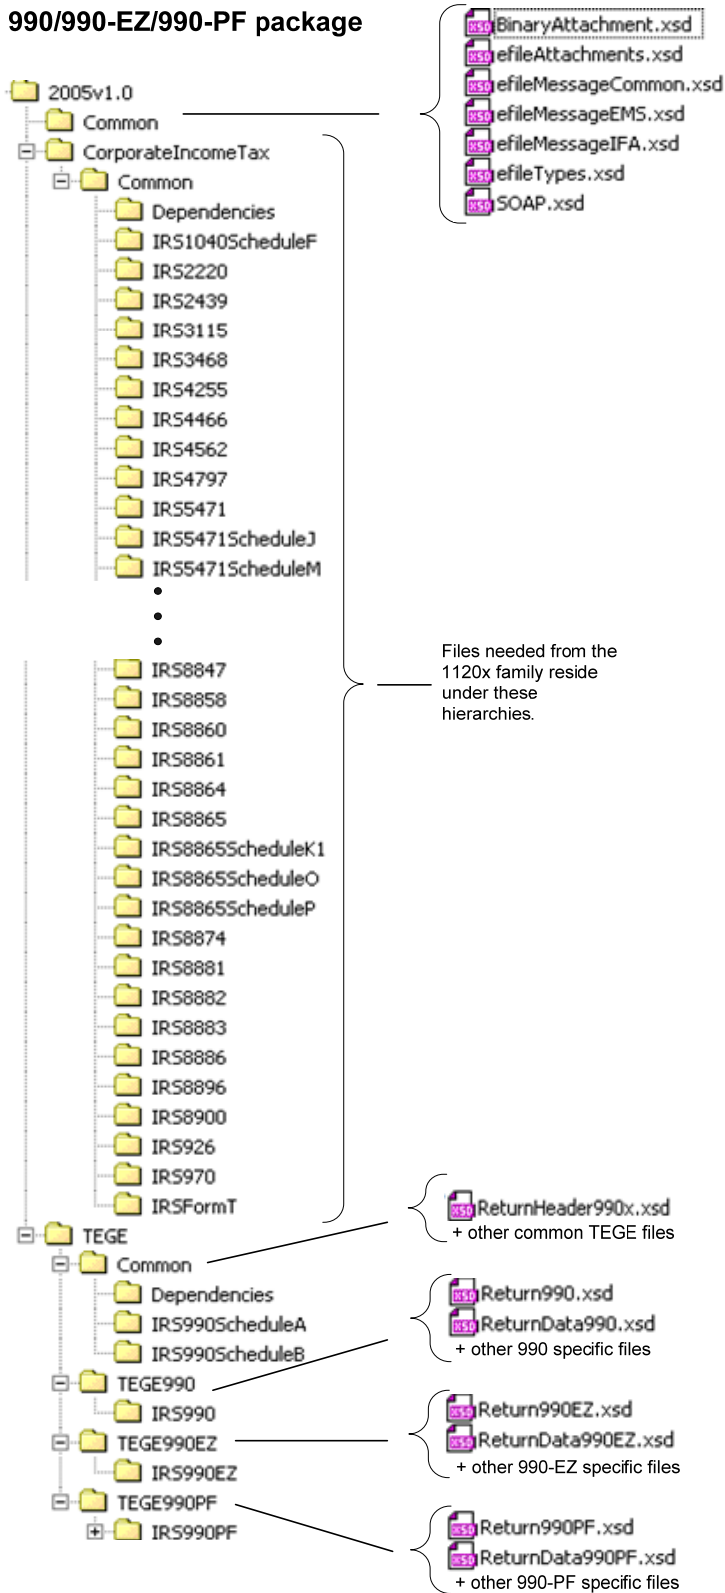 990/990-EZ/990-PF package
BinaryAttachment.xsd
efileAttachments.xsd
efileMessageCommon.xsd
efileMessageEMS.xsd
efileMessageIFA.xsd
efileTypes.xsd
SOAP.xsd
2005v1.0
Common
CorporateIncomeTax
Common
Dependencies
IRS1040ScheduleF
IRS2220
IRS2439
IRS3115
IRS3468
IRS4255
IRS4466
IRS4562
IRS4797
IRS5471
IRS5471ScheduleJ
IRS5471ScheduleM
Files needed from the
1120x family reside
under these
hierarchies.
IRS8847
IRS8858
IRS8860
IRS8861
IRS8864
IRS8865
IRS8865ScheduleK1
IRS8865ScheduleO
IRS8865ScheduleP
IRS8874
IRS8881
IRS8882
IRS8883
IRS8886
IRS8896
IRS8900
IRS926
IRS970
IRSFormT
TEGE
Common
Dependencies
IRS990ScheduleA
IRS990ScheduleB
TEGE990
IRS990
TEGE990EZ
IRS990EZ
TEGE990PF
IRS990PF
ReturnHeader990x.xsd
+ other common TEGE files
Return990.xsd
ReturnData990.xsd
+ other 990 specific files
Return990EZ.xsd
ReturnData990EZ.xsd
+ other 990-EZ specific files
Return990PF.xsd
ReturnData990PF.xsd
+ other 990-PF specific files